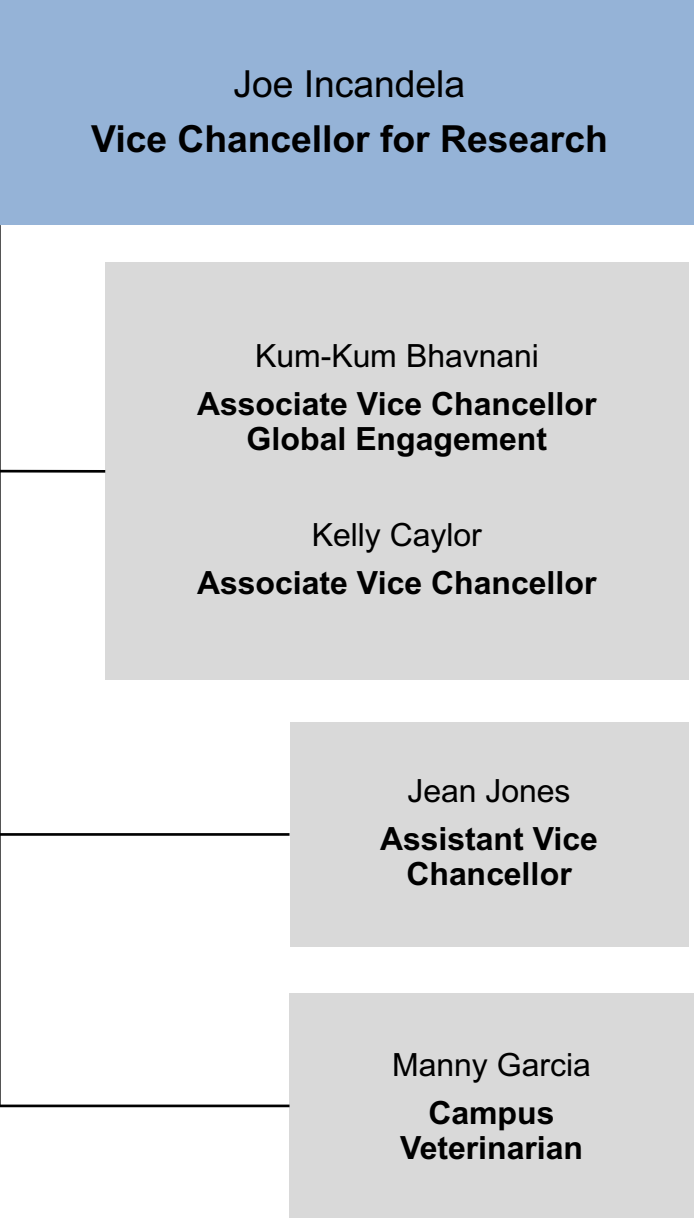 Joe Incandela
Vice Chancellor for Research
Kum-Kum Bhavnani
Associate Vice Chancellor
Global Engagement
Kelly Caylor
Associate Vice Chancellor
Jean Jones
Assistant Vice
Chancellor
Manny Garcia
Campus
Veterinarian